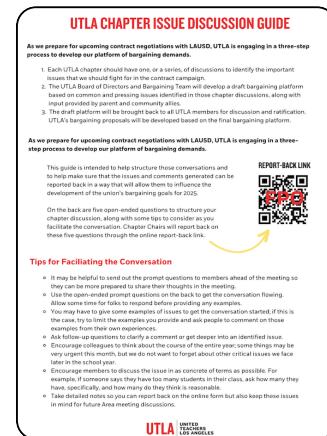 UTLA CHAPTER ISSUE DISCUSSION GUIDE
As we prepare for upcoming contract negotiations with LAUSD, UTLA is engaging in a three-step
process to develop our platform of bargaining demands.
1. Each UTLA chapter should have one, or a series, of discussions to identify the important
issues that we should fight for in the contract campaign.
2. The UTLA Board of Directors and Bargaining Team will develop a draft bargaining platform
based on common and pressing issues identified in those chapter discussions, along with
input provided by parent and community allies.
3. The draft platform will be brought back to all UTLA members for discussion and ratification.
UTLA's bargaining proposals will be developed based on the final bargaining platform.
As we prepare for upcoming contract negotiations with LAUSD, UTLA is engaging in a three-
step process to develop our platform of bargaining demands.
This guide is intended to help structure those conversations and
to help make sure that the issues and comments generated can be
reported back in a way that will allow them to influence the
development of the union's bargaining goals for 2025.
On the back are five open-ended questions to structure your
chapter discussion, along with some tips to consider as you
facilitate the conversation. Chapter Chairs will report back on
these five questions through the online report-back link.
REPORT-BACK LINK
FPO
Tips for Faciliating the Conversation
It may be helpful to send out the prompt questions to members ahead of the meeting so
they can be more prepared to share their thoughts in the meeting.
Use the open-ended prompt questions on the back to get the conversation flowing.
Allow some time for folks to respond before providing any examples.
You may have to give some examples of issues to get the conversation started; if this is
the case, try to limit the examples you provide and ask people to comment on those
examples from their own experiences.
Ask follow-up questions to clarify a comment or get deeper into an identified issue.
Encourage colleagues to think about the course of the entire year; some things may be
very urgent this month, but we do not want to forget about other critical issues we face
later in the school year.
Encourage members to discuss the issue in as concrete of terms as possible. For
example, if someone says they have too many students in their class, ask how many they
have, specifically, and how many do they think is reasonable.
Take detailed notes so you can report back on the online form but also keep these issues
in mind for future Area meeting discussions.
UTLA UNITED
TEACHERS
LOS ANGELES